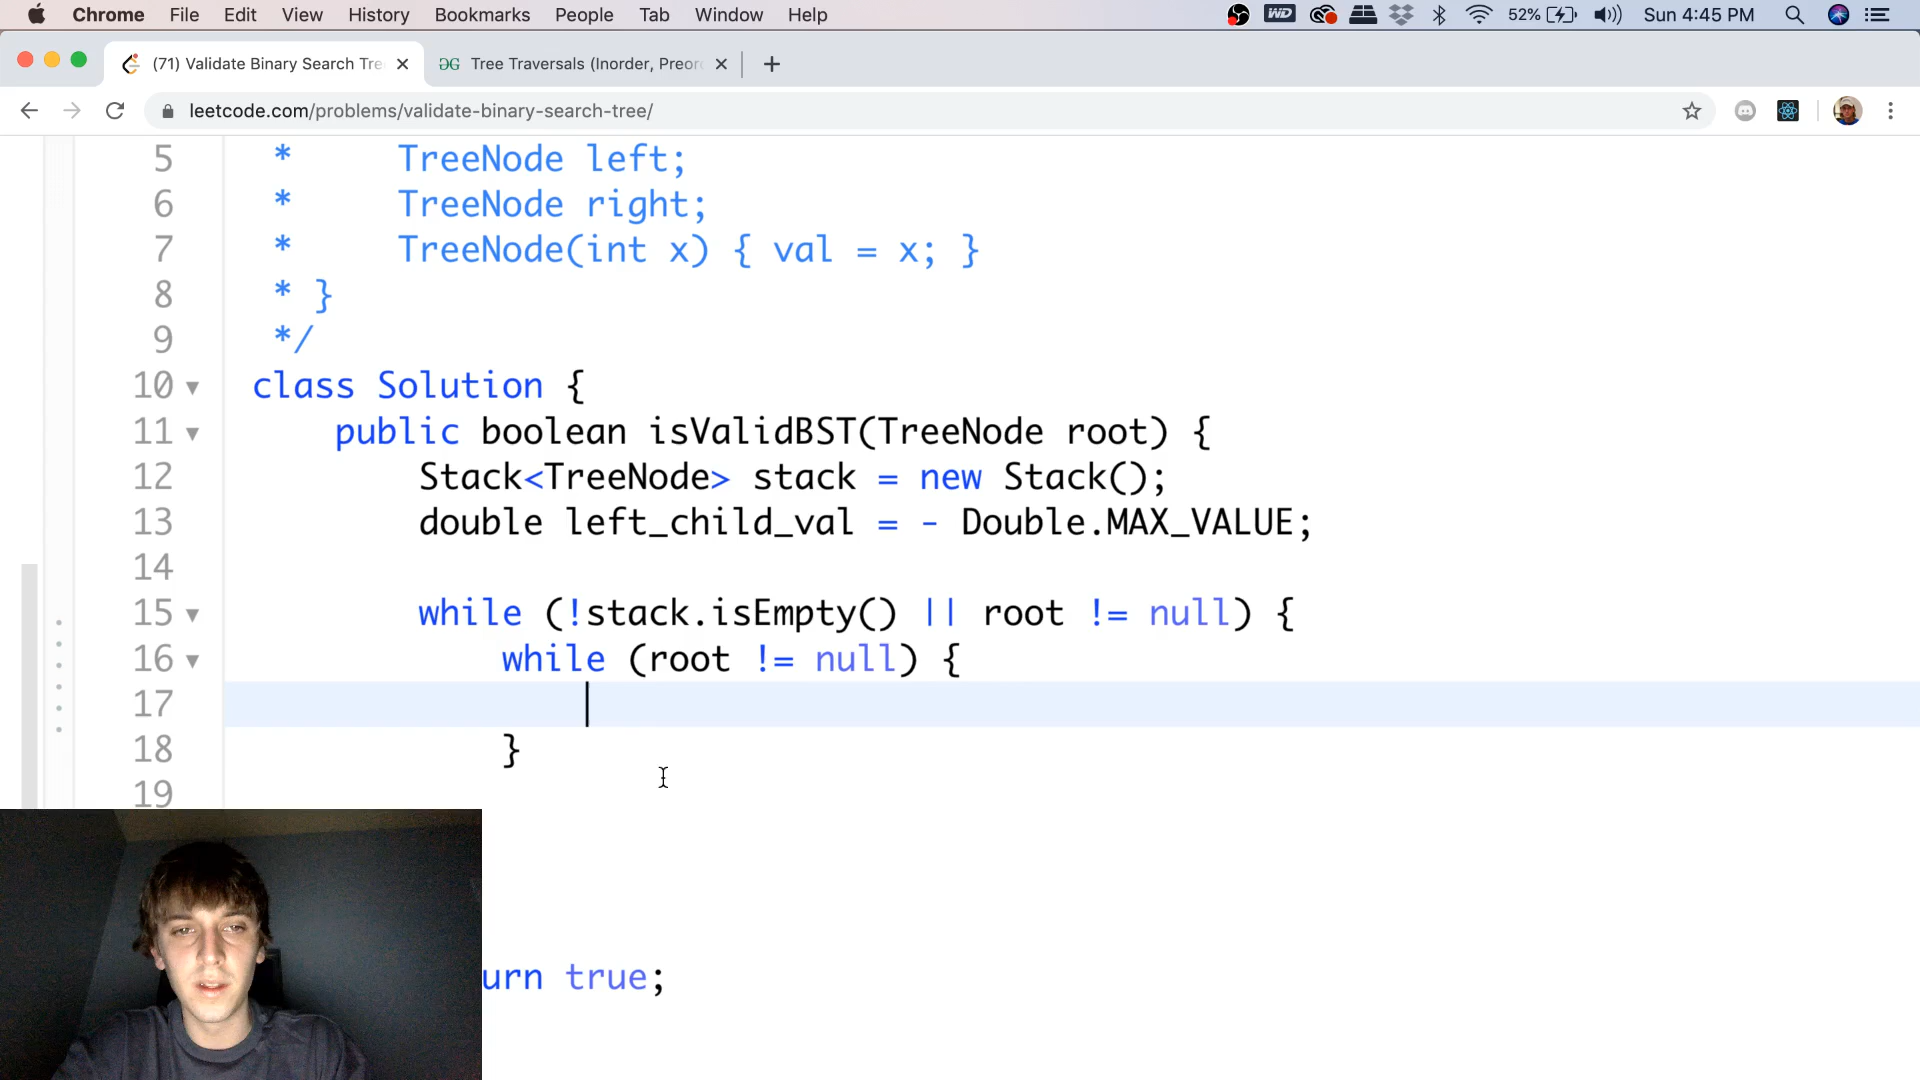 Chrome File Edit View History Bookmarks People Tab Window Help WD 52% Sun 4:45 PM
(71) Validate Binary Search Tre GG Tree Traversals (Inorder, Preor
leetcode.com/problems/validate-binary-search-tree/
5 * TreeNode left;
6 * TreeNode right;
7 * TreeNode(int x) { val = x; }
8 * }
9 */
10 class Solution {
11 public boolean isValidBST(TreeNode root) {
12 Stack<TreeNode> stack = new Stack();
13 double left_child_val = - Double.MAX_VALUE;
14
15 while (!stack.isEmpty() || root != null) {
16 while (root != null) {
17
18 }
19
urn true;